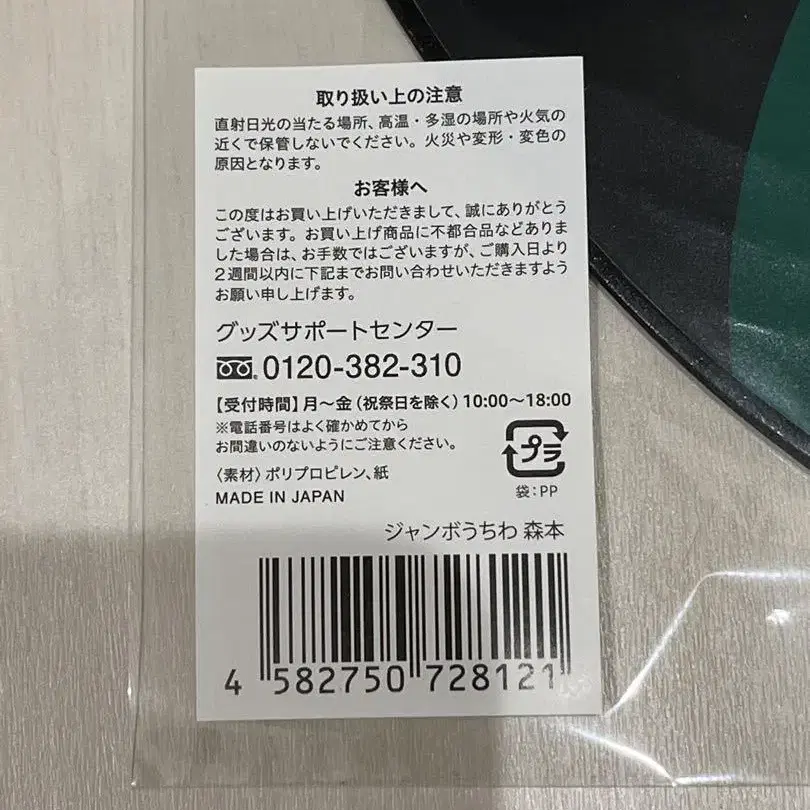 取り扱い上の注意
直射日光の当たる場所、高温・多湿の場所や火気の
近くで保管しないでください。火災や変形・変色の
原因となります。
お客様へ
この度はお買い上げいただきまして、誠にありがとう
ございます。お買い上げ商品に不都合品などありま
した場合は、お手数ではございますが、ご購入日より
2週間以内に下記までお問い合わせいただきますよう
お願い申し上げます。
グッズサポートセンター
0120-382-310
【受付時間】月〜金(祝祭日を除く)10:00〜18:00
※電話番号はよく確かめてから
お間違いのないようにご注意ください。
プラ
袋:PP
〈素材〉ポリプロピレン、紙
MADE IN JAPAN
ジャンボうちわ 森本
4 582750 728121